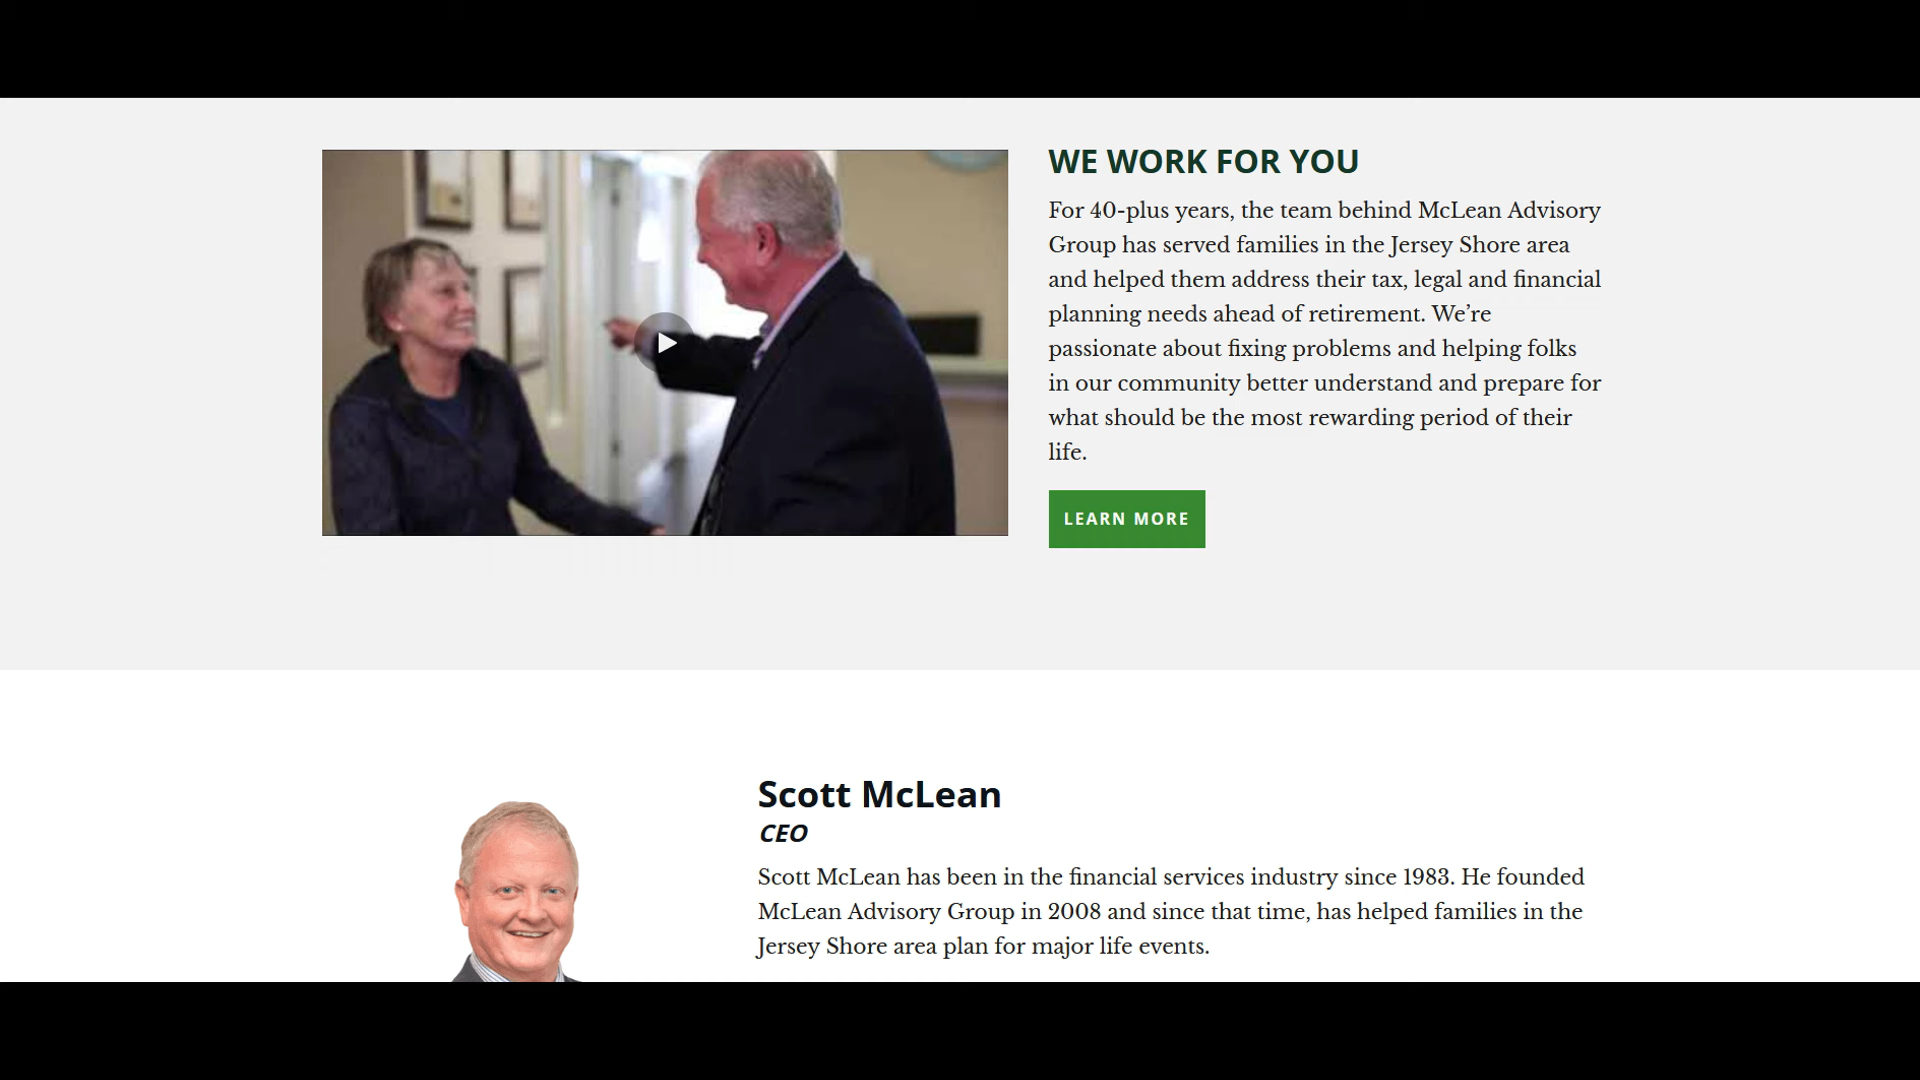 WE WORK FOR YOU
For 40-plus years, the team behind McLean Advisory
Group has served families in the Jersey Shore area
and helped them address their tax, legal and financial
planning needs ahead of retirement. We’re
passionate about fixing problems and helping folks
in our community better understand and prepare for
what should be the most rewarding period of their
life.
LEARN MORE
Scott McLean
CEO
Scott McLean has been in the financial services industry since 1983. He founded
McLean Advisory Group in 2008 and since that time, has helped families in the
Jersey Shore area plan for major life events.